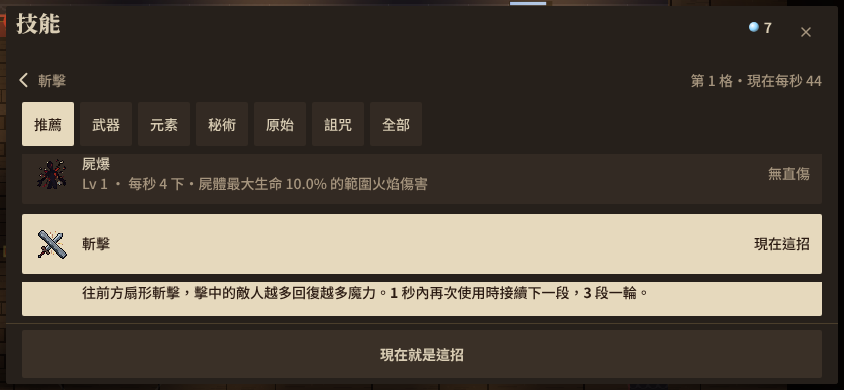 技能
7
斬擊
第 1 格・現在每秒 44
推薦 武器 元素 秘術 原始 詛咒 全部
屍爆
無直傷
Lv 1 ・ 每秒 4 下・屍體最大生命 10.0% 的範圍火焰傷害
斬擊
現在這招
往前方扇形斬擊，擊中的敵人越多回復越多魔力。1 秒內再次使用時接續下一段，3 段一輪。
現在就是這招